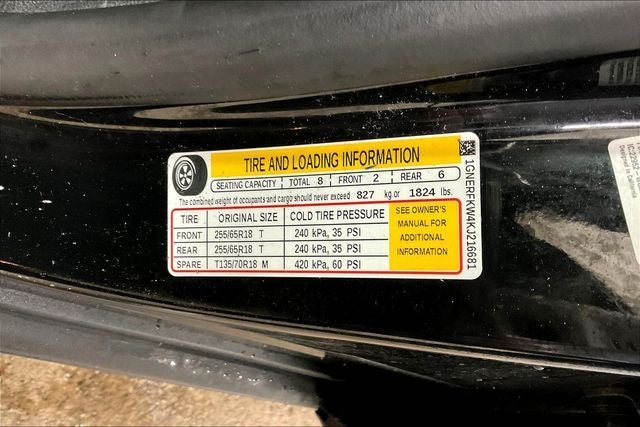 TIRE AND LOADING INFORMATION
SEATING CAPACITY TOTAL 8 FRONT 2 REAR 6
The combined weight of occupants and cargo should never exceed 827 kg or 1824 lbs.
TIRE ORIGINAL SIZE COLD TIRE PRESSURE
FRONT 255/65R18 T 240 kPa, 35 PSI
REAR 255/65R18 T 240 kPa, 35 PSI
SPARE T135/70R18 M 420 kPa, 60 PSI
SEE OWNER'S
MANUAL FOR
ADDITIONAL
INFORMATION
1GNERFKW4KJ216681